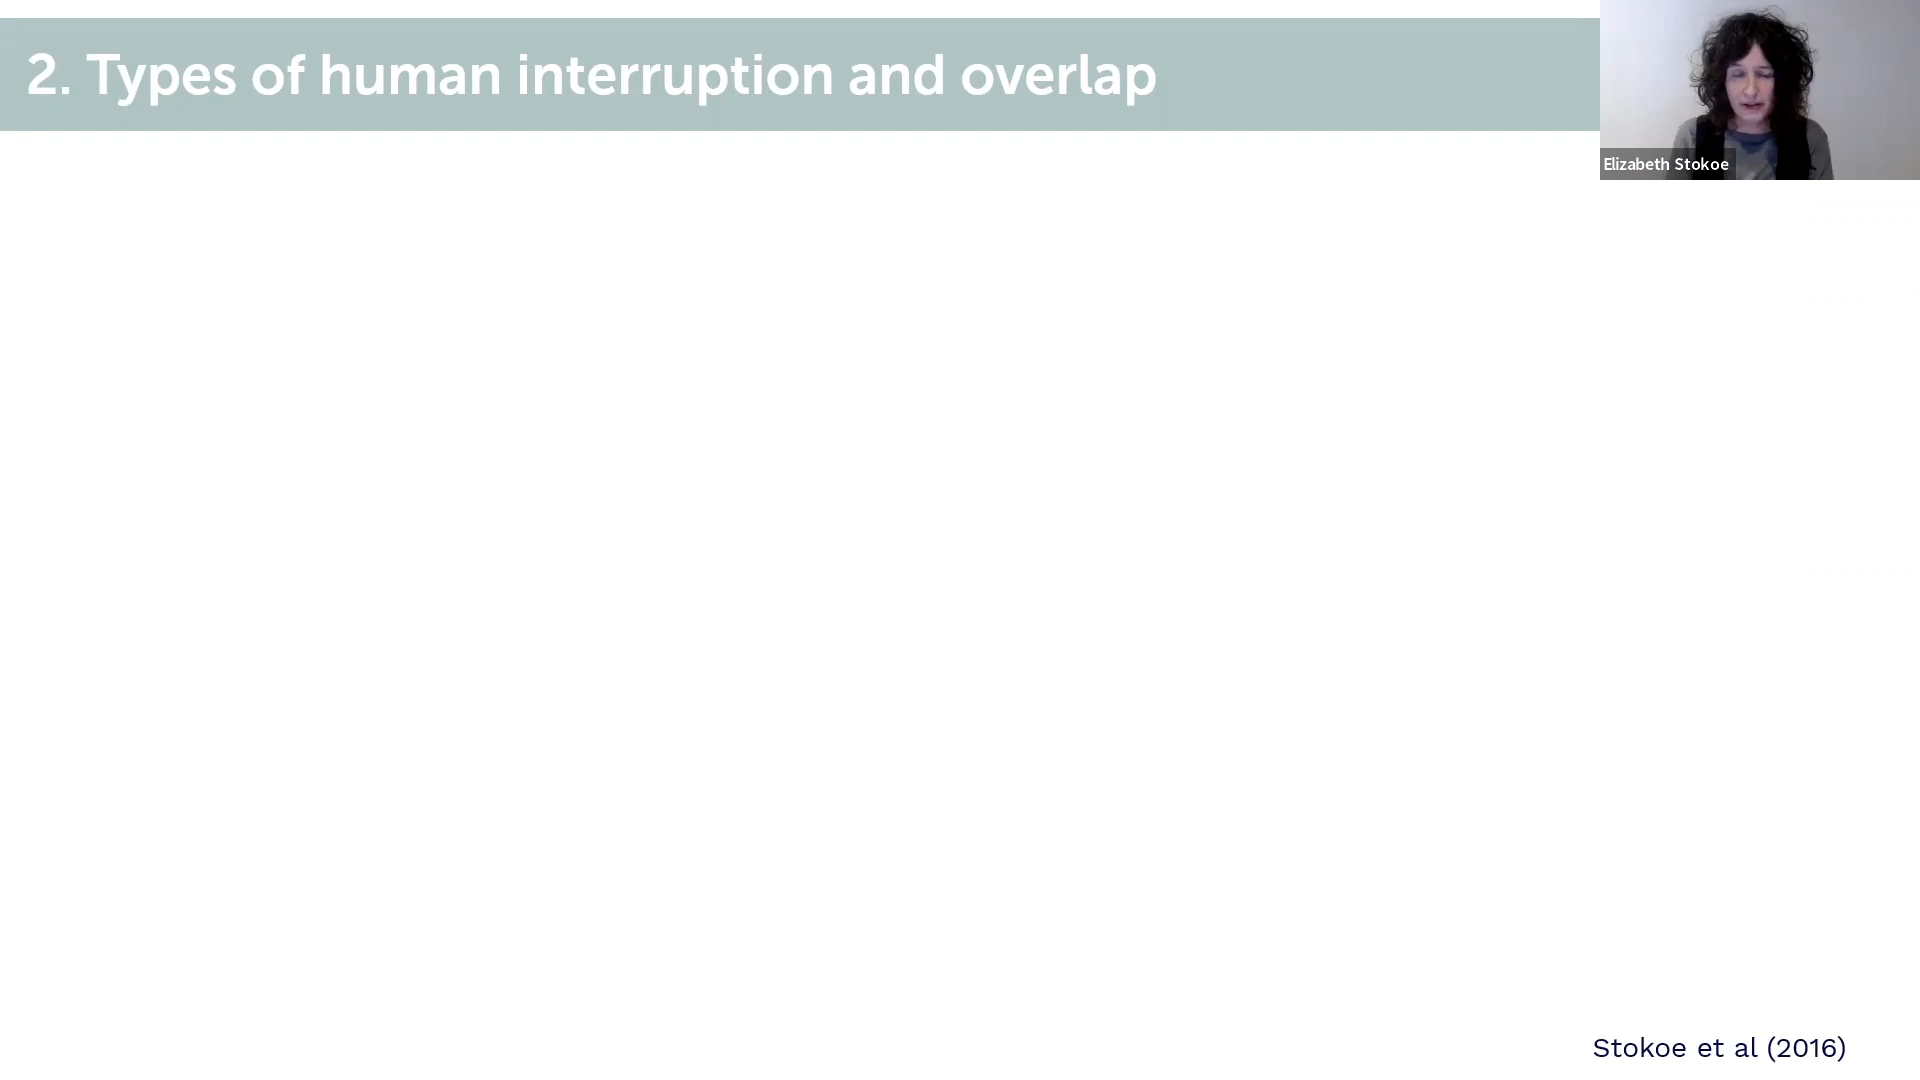 2. Types of human interruption and overlap
Elizabeth Stokoe
Stokoe et al (2016)